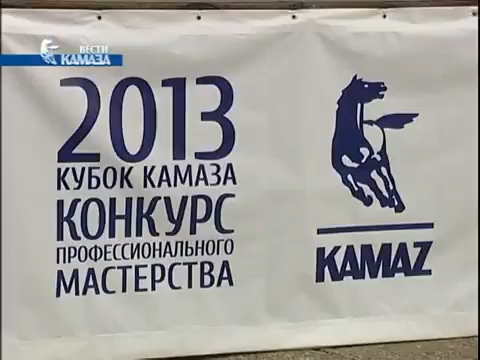 ВЕСТИ
КАМАЗА
2013
КУБОК КАМАЗА
КОНКУРС
ПРОФЕССИОНАЛЬНОГО
МАСТЕРСТВА
KAMAZ